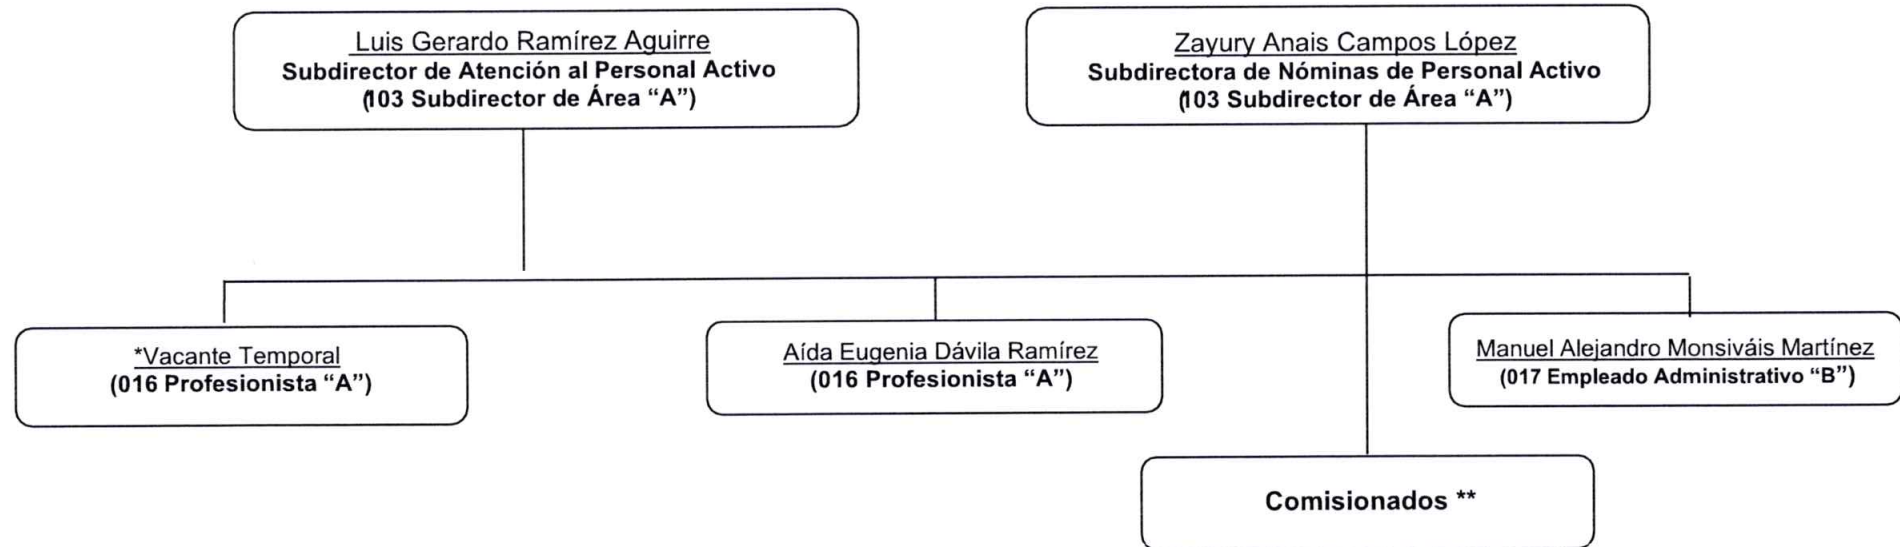 Luis Gerardo Ramírez Aguirre
Subdirector de Atención al Personal Activo
(103 Subdirector de Área “A”)
Zayury Anais Campos López
Subdirectora de Nóminas de Personal Activo
(103 Subdirector de Área “A”)
*Vacante Temporal
(016 Profesionista “A”)
Aída Eugenia Dávila Ramírez
(016 Profesionista “A”)
Manuel Alejandro Monsiváis Martínez
(017 Empleado Administrativo “B”)
Comisionados **